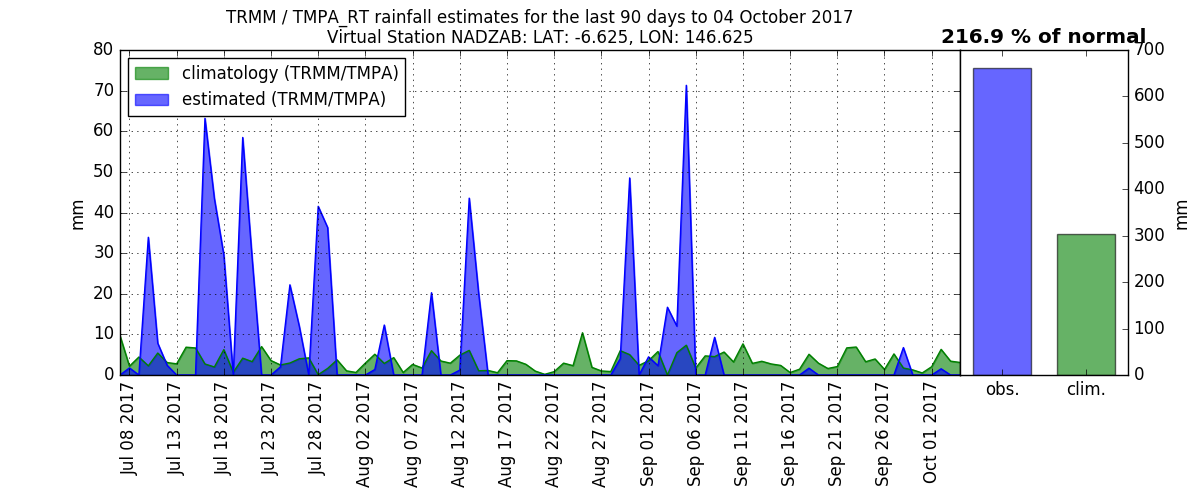 TRMM / TMPA_RT rainfall estimates for the last 90 days to 04 October 2017
Virtual Station NADZAB: LAT: -6.625, LON: 146.625
216.9 % of normal
climatology (TRMM/TMPA)
estimated (TRMM/TMPA)
mm
80
70
60
50
40
30
20
10
0
Jul 08 2017
Jul 13 2017
Jul 18 2017
Jul 23 2017
Jul 28 2017
Aug 02 2017
Aug 07 2017
Aug 12 2017
Aug 17 2017
Aug 22 2017
Aug 27 2017
Sep 01 2017
Sep 06 2017
Sep 11 2017
Sep 16 2017
Sep 21 2017
Sep 26 2017
Oct 01 2017
obs.
clim.
700
600
500
400
300
200
100
0
mm